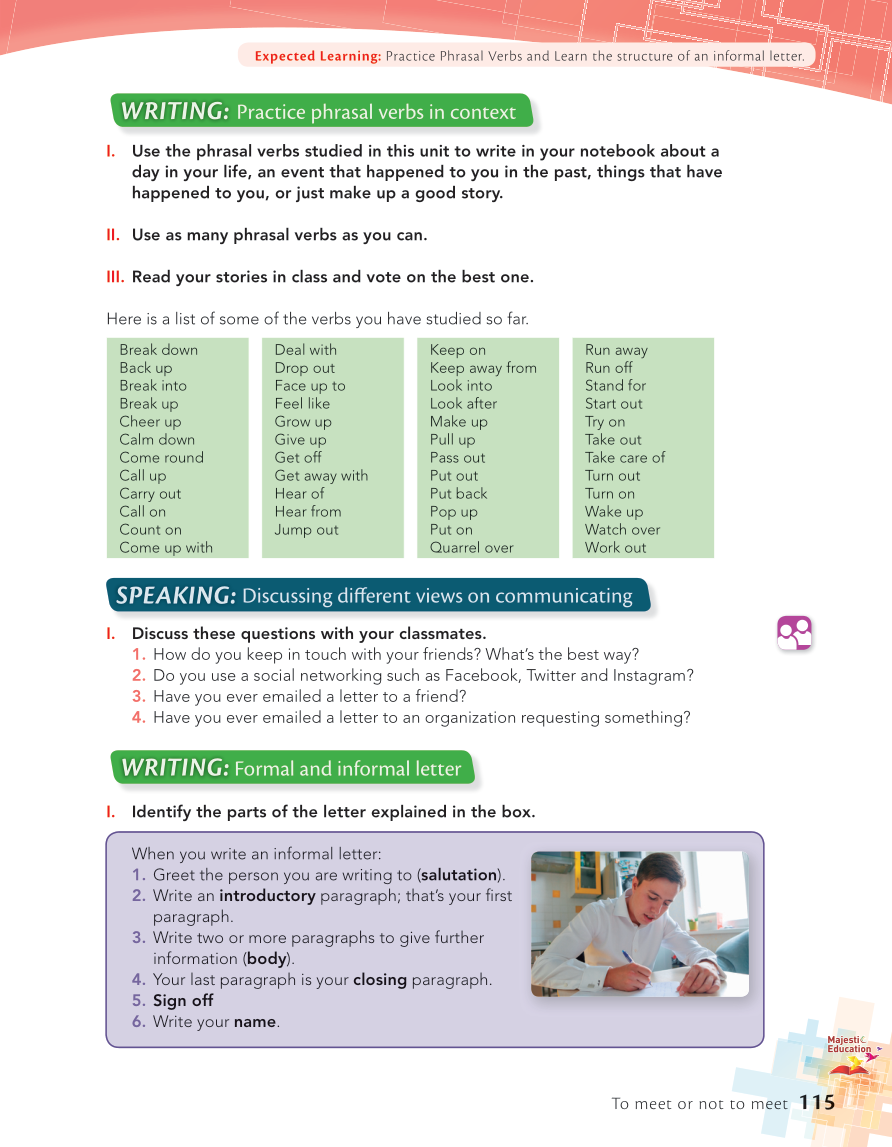 Expected Learning: Practice Phrasal Verbs and Learn the structure of an informal letter.
WRITING: Practice phrasal verbs in context
I. Use the phrasal verbs studied in this unit to write in your notebook about a
day in your life, an event that happened to you in the past, things that have
happened to you, or just make up a good story.
II. Use as many phrasal verbs as you can.
III. Read your stories in class and vote on the best one.
Here is a list of some of the verbs you have studied so far.
Break down
Back up
Break into
Break up
Cheer up
Calm down
Come round
Call up
Carry out
Call on
Count on
Come up with
Deal with
Drop out
Face up to
Feel like
Grow up
Give up
Get off
Get away with
Hear of
Hear from
Jump out
Keep on
Keep away from
Look into
Look after
Make up
Pull up
Pass out
Put out
Put back
Pop up
Put on
Quarrel over
Run away
Run off
Stand for
Start out
Try on
Take out
Take care of
Turn out
Turn on
Wake up
Watch over
Work out
SPEAKING: Discussing different views on communicating
I. Discuss these questions with your classmates.
1. How do you keep in touch with your friends? What's the best way?
2. Do you use a social networking such as Facebook, Twitter and Instagram?
3. Have you ever emailed a letter to a friend?
4. Have you ever emailed a letter to an organization requesting something?
WRITING: Formal and informal letter
I. Identify the parts of the letter explained in the box.
When you write an informal letter:
1. Greet the person you are writing to (salutation).
2. Write an introductory paragraph; that's your first
paragraph.
3. Write two or more paragraphs to give further
information (body).
4. Your last paragraph is your closing paragraph.
5. Sign off
6. Write your name.
Majestic
Education
To meet or not to meet 115